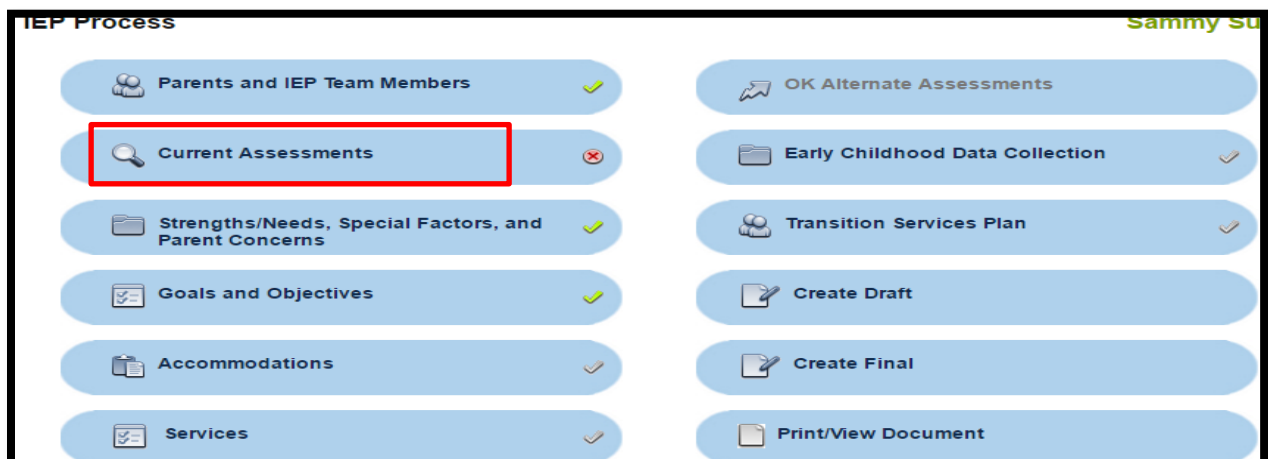 IEP Process
Sammy Su
Parents and IEP Team Members
Current Assessments
Strengths/Needs, Special Factors, and
Parent Concerns
Goals and Objectives
Accommodations
Services
OK Alternate Assessments
Early Childhood Data Collection
Transition Services Plan
Create Draft
Create Final
Print/View Document